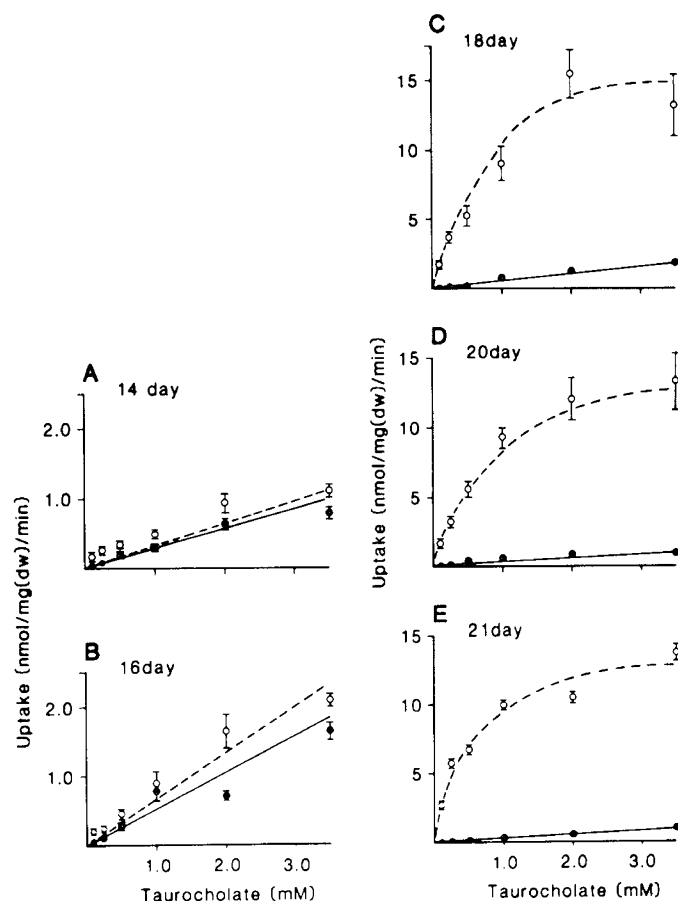 C 18day
15
10
5
Uptake (nmol/mg(dw)/min)
A 14 day
2.0
1.0
B 16day
2.0
1.0
1.0 2.0 3.0
Taurocholate (mM)
Uptake (nmol/mg(dw)/min)
D 20day
15
10
5
E 21day
15
10
5
1.0 2.0 3.0
Taurocholate (mM)